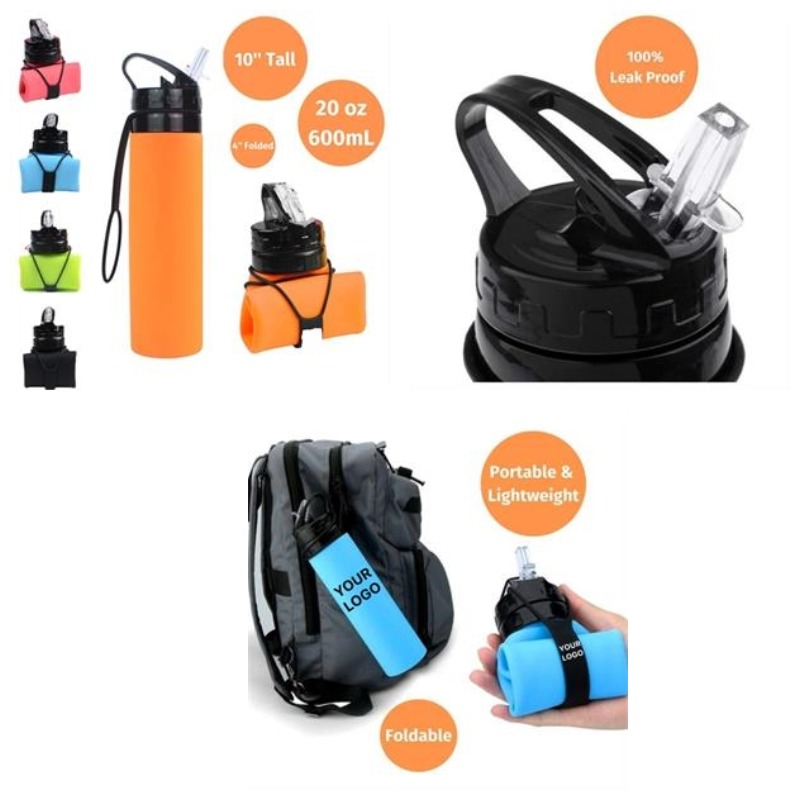 10" Tall
20 oz
600mL
4" Folded
100%
Leak Proof
Portable &
Lightweight
YOUR
LOGO
YOUR
LOGO
Foldable